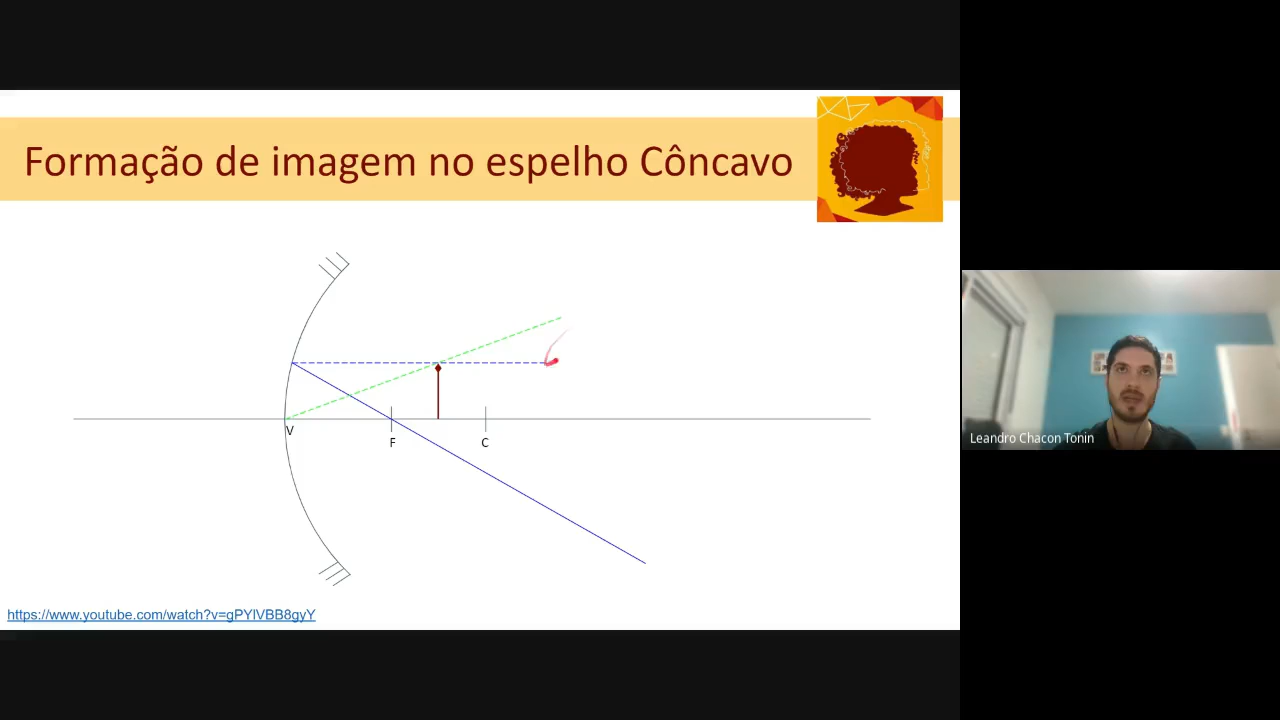 Formação de imagem no espelho Côncavo
V
F
C
Leandro Chacon Tonin
https://www.youtube.com/watch?v=gPYlVBB8gyY